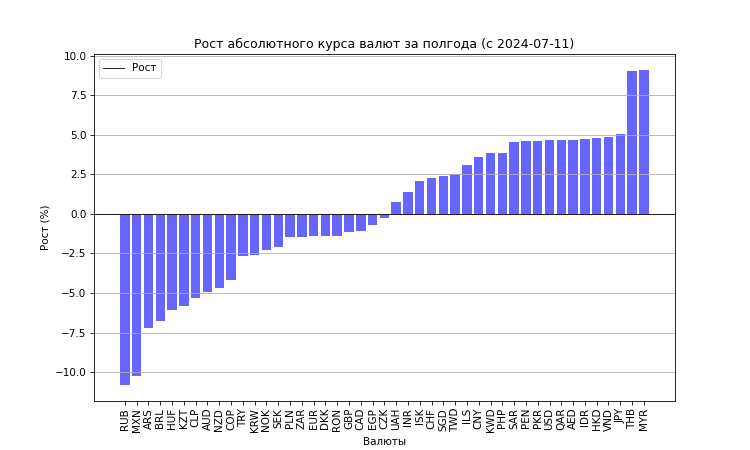 Рост абсолютного курса валют за полгода (с 2024-07-11)
Рост
10.0
7.5
5.0
2.5
0.0
−2.5
−5.0
−7.5
−10.0
Рост (%)
RUB MXN ARS BRL HUF KZT CLP AUD NZD COP TRY KRW NOK SEK PLN ZAR EUR DKK RON GBP CAD EGP CZK UAH INR ISK CHF SGD TWD ILS CNY KWD PHP SAR PEN PKR USD QAR AED IDR HKD VND JPY THB MYR
Валюты